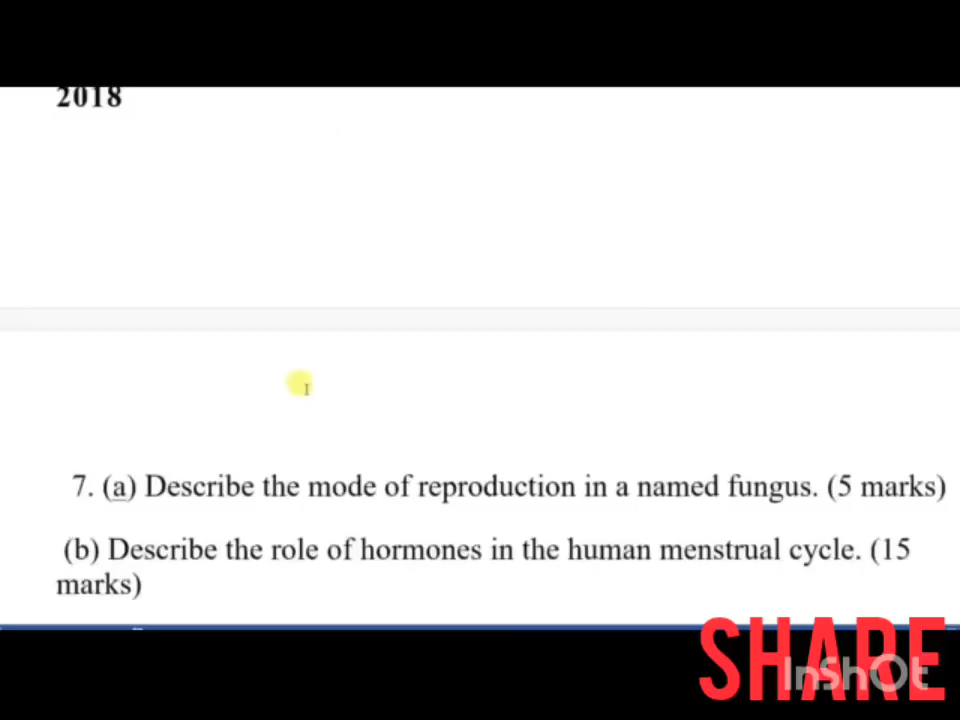 2018
7. (a) Describe the mode of reproduction in a named fungus. (5 marks)
(b) Describe the role of hormones in the human menstrual cycle. (15
marks)
SHARE
InShOt